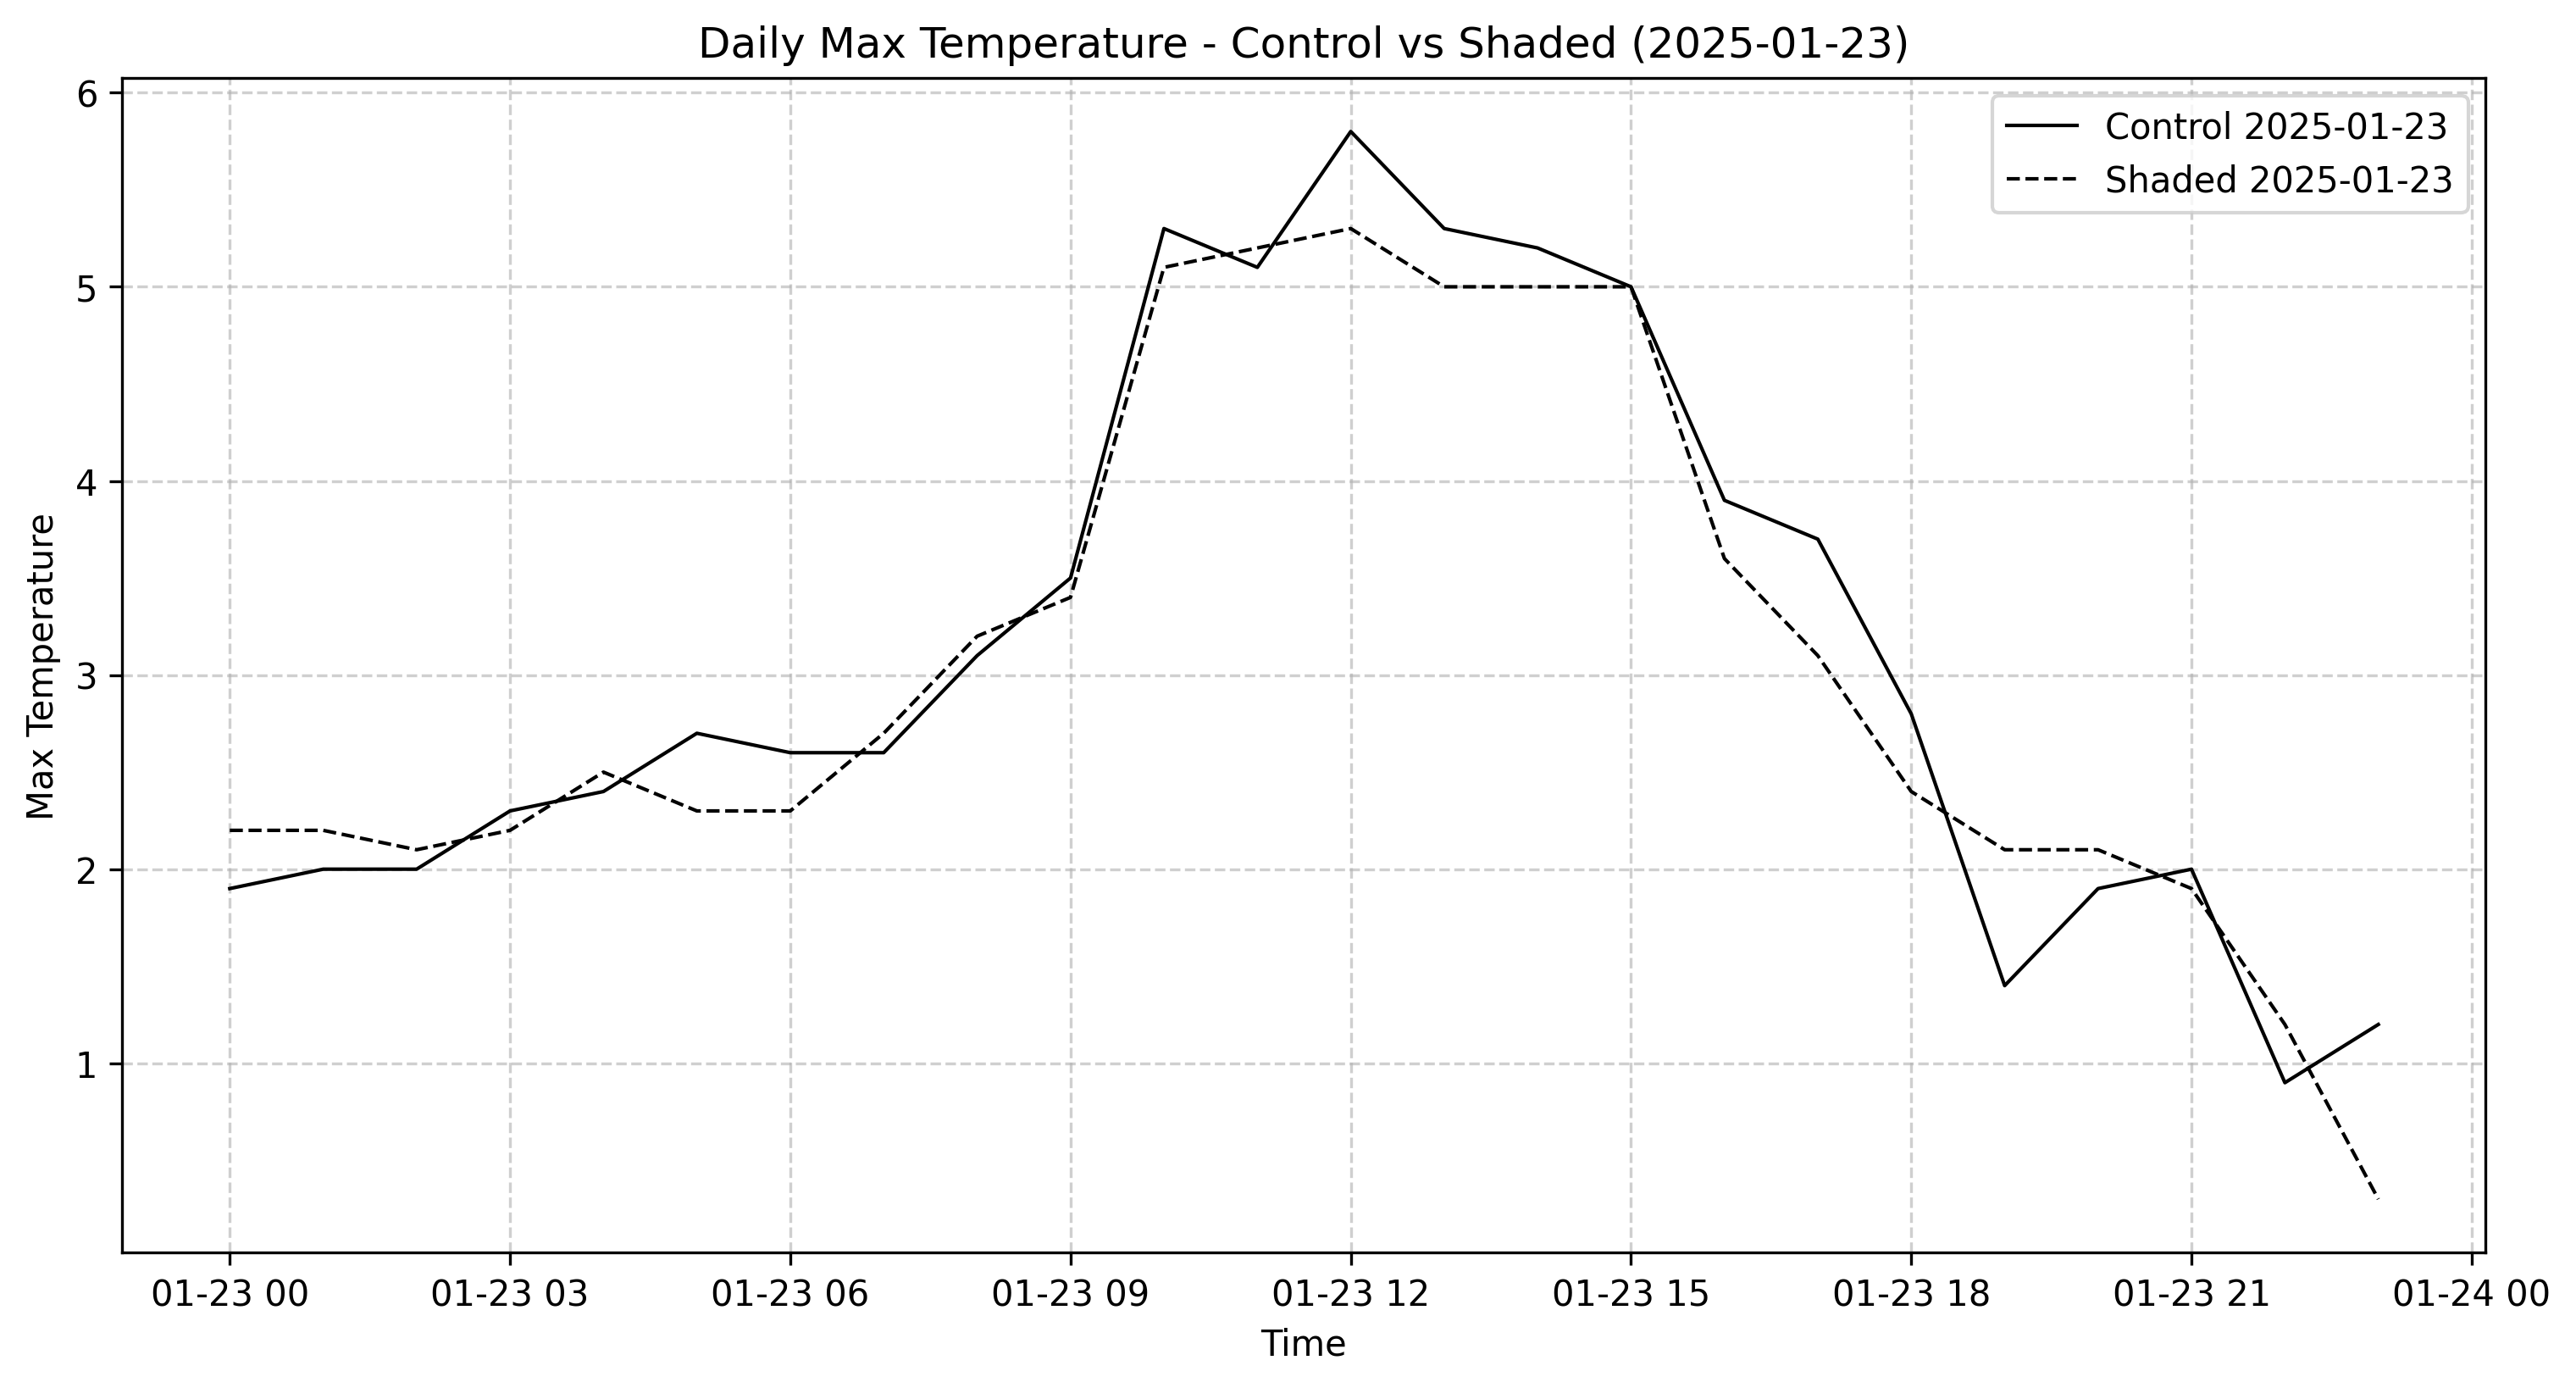 Daily Max Temperature - Control vs Shaded (2025-01-23)
Control 2025-01-23
Shaded 2025-01-23
Max Temperature
6
5
4
3
2
1
01-23 00 01-23 03 01-23 06 01-23 09 01-23 12 01-23 15 01-23 18 01-23 21 01-24 00
Time